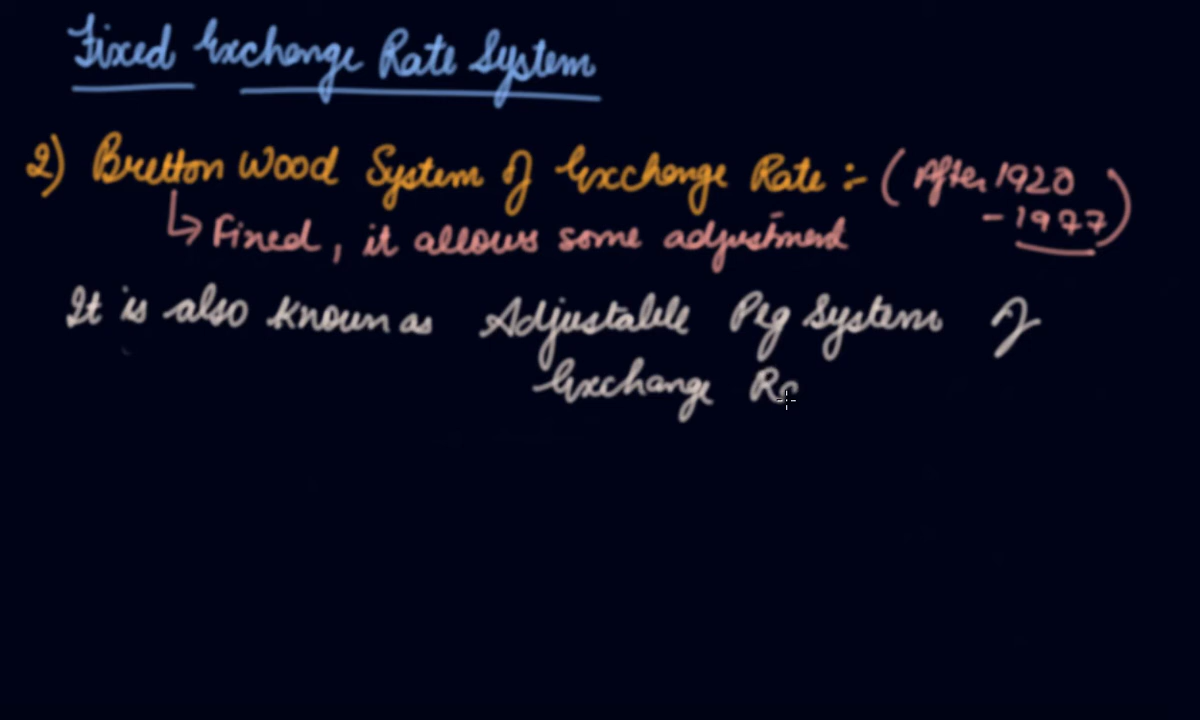 Fixed Exchange Rate System
2) Bretton Wood System of Exchange Rate :- (After 1920
- 1977)
↳ Fixed, it allows some adjustment
It is also known as Adjustable Peg System of
Exchange Ra